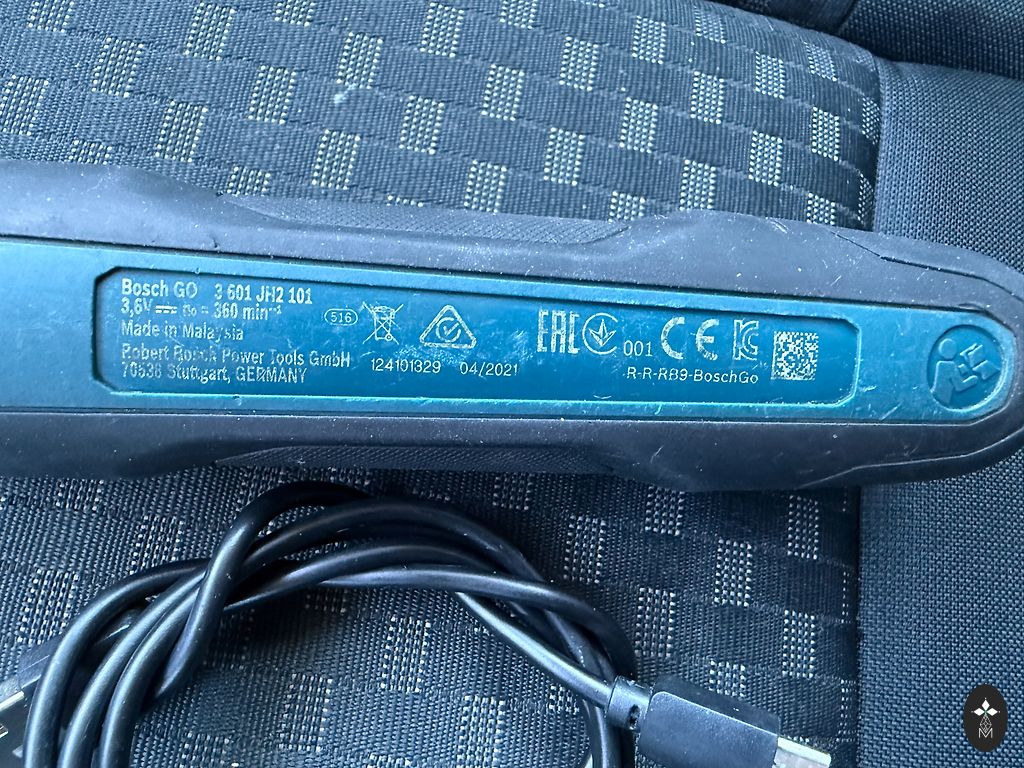 Bosch GO 3 601 JH2 101
3,6V n₀ = 360 min⁻¹
Made in Malaysia
Robert Bosch Power Tools GmbH
70538 Stuttgart, GERMANY
516
124101329 04/2021
EAC
001
CE
R-R-RB9-BoschGo
M